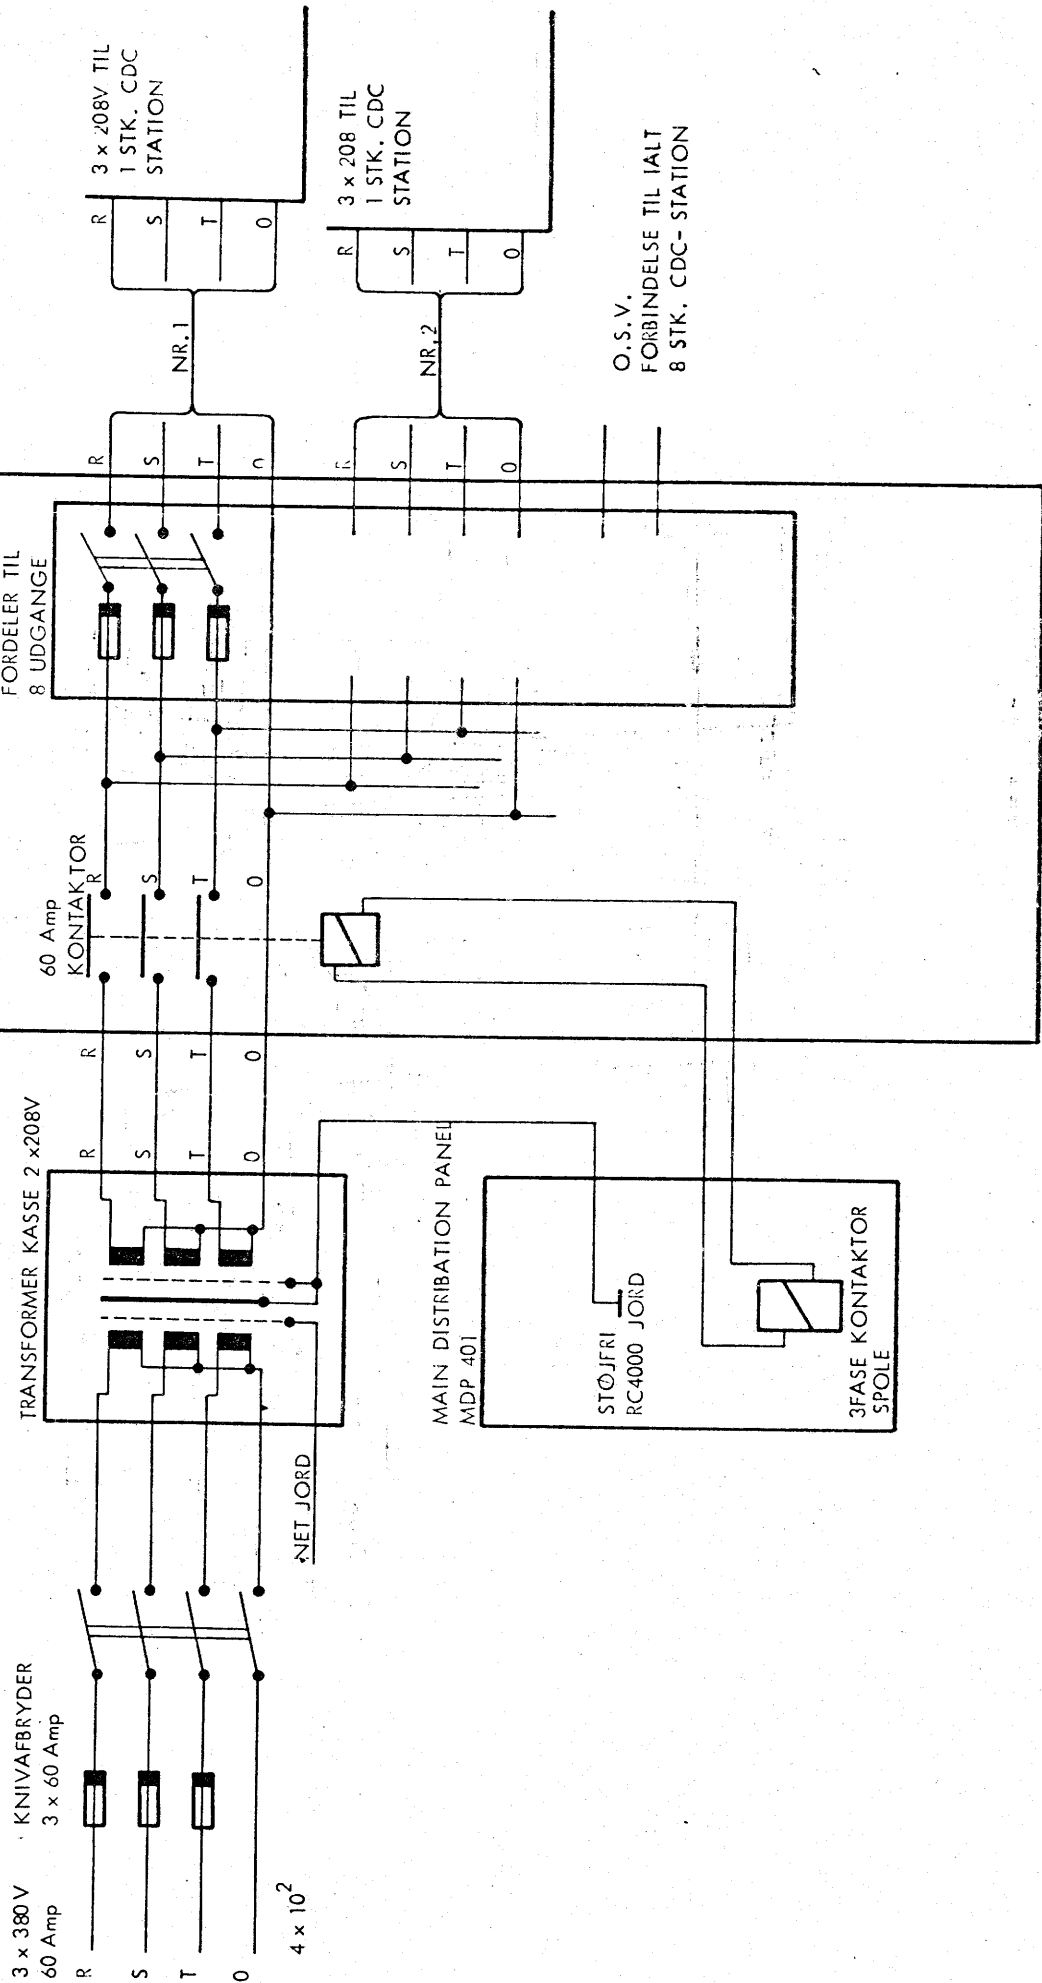 3 x 380V
60 Amp
KNIVAFBRYDER
3 x 60 Amp
R
S
T
0
4 x 10²
NET JORD
TRANSFORMER KASSE 2 x208V
R
S
T
0
R
S
T
0
MAIN DISTRIBATION PANEL
MDP 401
STØJFRI
RC4000 JORD
3FASE KONTAKTOR
SPOLE
60 Amp
KONTAKTOR
R
S
T
0
FORDELER TIL
8 UDGANGE
R
S
T
0
NR.1
R
S
T
0
3 x 208V TIL
1 STK. CDC
STATION
R
S
T
0
NR.2
R
S
T
0
3 x 208 TIL
1 STK. CDC
STATION
O.S.V.
FORBINDELSE TIL IALT
8 STK. CDC-STATION